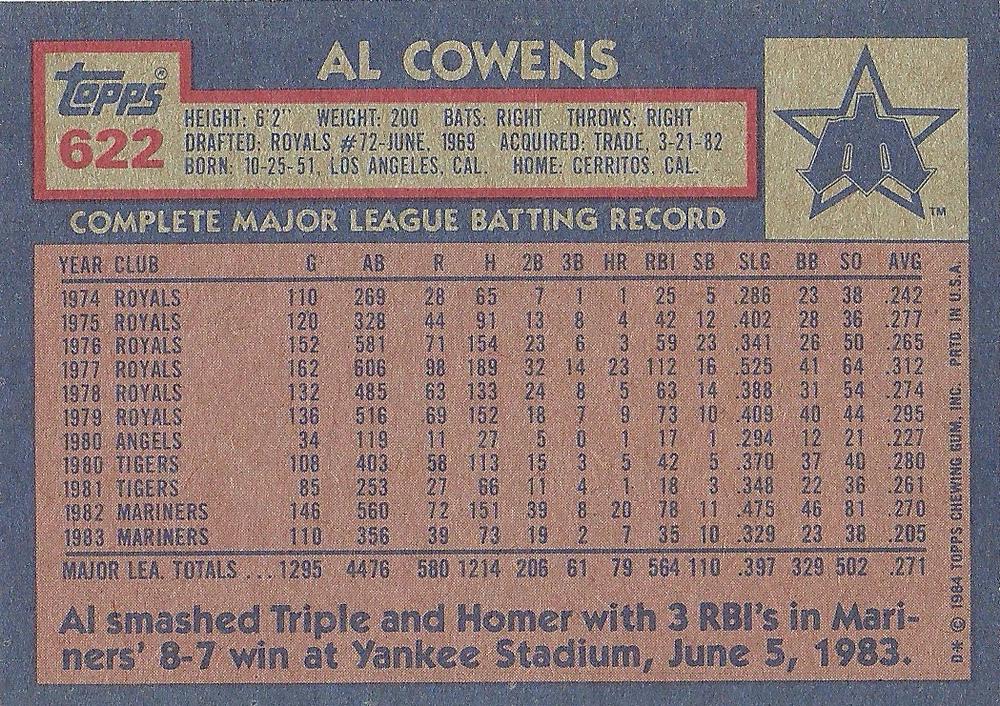 AL COWENS
Topps®
622
HEIGHT: 6'2" WEIGHT: 200 BATS: RIGHT THROWS: RIGHT
DRAFTED: ROYALS #72-JUNE, 1969 ACQUIRED: TRADE, 3-21-82
BORN: 10-25-51, LOS ANGELES, CAL. HOME: CERRITOS, CAL.
TM
COMPLETE MAJOR LEAGUE BATTING RECORD
YEAR CLUB G AB R H 2B 3B HR RBI SB SLG BB SO AVG
1974 ROYALS 110 269 28 65 7 1 1 25 5 .286 23 38 .242
1975 ROYALS 120 328 44 91 13 8 4 42 12 .402 28 36 .277
1976 ROYALS 152 581 71 154 23 6 3 59 23 .341 26 50 .265
1977 ROYALS 162 606 98 189 32 14 23 112 16 .525 41 64 .312
1978 ROYALS 132 485 63 133 24 8 5 63 14 .388 31 54 .274
1979 ROYALS 136 516 69 152 18 7 9 73 10 .409 40 44 .295
1980 ANGELS 34 119 11 27 5 0 1 17 1 .294 12 21 .227
1980 TIGERS 108 403 58 113 15 3 5 42 5 .370 37 40 .280
1981 TIGERS 85 253 27 66 11 4 1 18 3 .348 22 36 .261
1982 MARINERS 146 560 72 151 39 8 20 78 11 .475 46 81 .270
1983 MARINERS 110 356 39 73 19 2 7 35 10 .329 23 38 .205
MAJOR LEA. TOTALS ... 1295 4476 580 1214 206 61 79 564 110 .397 329 502 .271
Al smashed Triple and Homer with 3 RBI's in Mari-
ners' 8-7 win at Yankee Stadium, June 5, 1983.
D* © 1984 TOPPS CHEWING GUM, INC. PRTD. IN U.S.A.